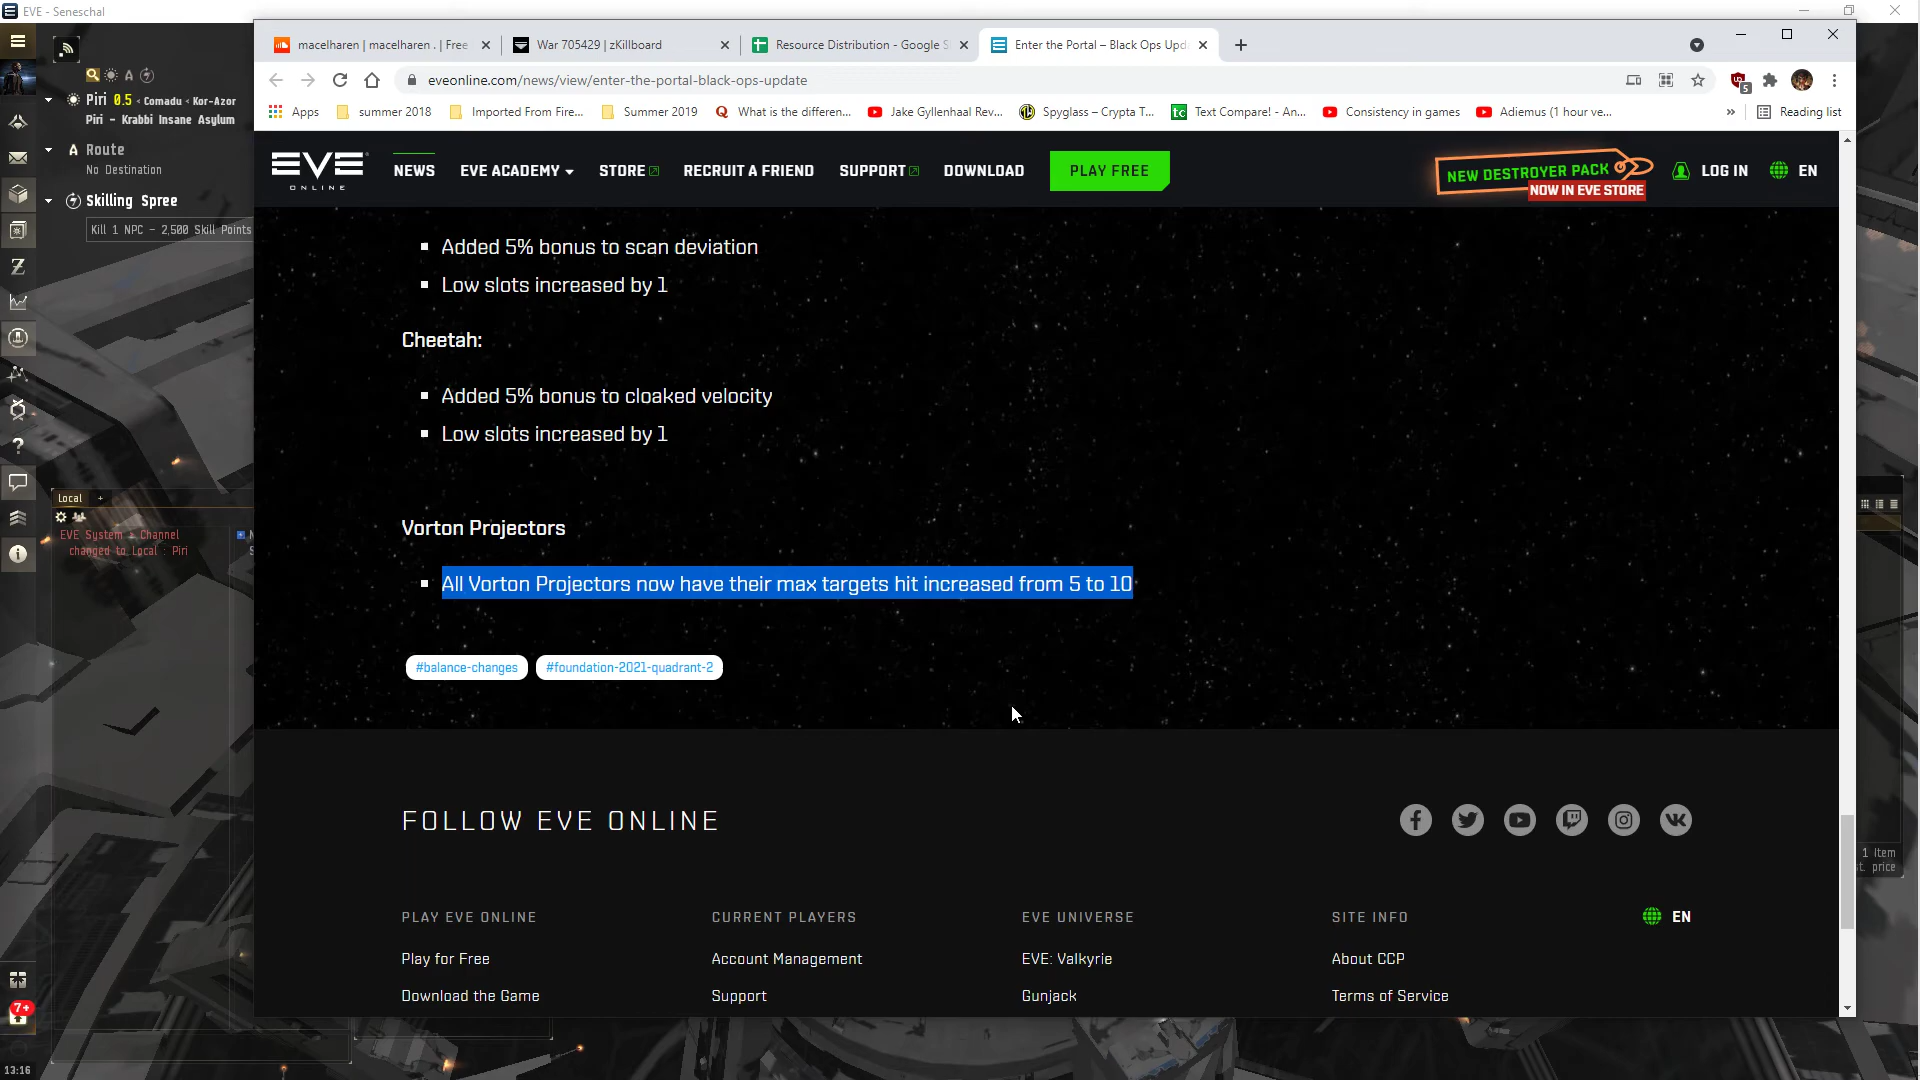 EVE - Seneschal
macelharen | macelharen . | Free
War 705429 | zKillboard
Resource Distribution - Google S
Enter the Portal – Black Ops Upd
eveonline.com/news/view/enter-the-portal-black-ops-update
5
Apps
summer 2018
Imported From Fire...
Summer 2019
What is the differen...
Jake Gyllenhaal Rev...
Spyglass – Crypta T...
Text Compare! - An...
Consistency in games
Adiemus (1 hour ve...
»
Reading list
EVE
ONLINE
NEWS
EVE ACADEMY
STORE
RECRUIT A FRIEND
SUPPORT
DOWNLOAD
PLAY FREE
NEW DESTROYER PACK
NOW IN EVE STORE
LOG IN
EN
Piri 0.5 < Comadu < Kor-Azor
Piri - Krabbi Insane Asylum
Route
No Destination
Skilling Spree
Kill 1 NPC – 2,500 Skill Points
Added 5% bonus to scan deviation
Low slots increased by 1
Cheetah:
Added 5% bonus to cloaked velocity
Low slots increased by 1
Vorton Projectors
All Vorton Projectors now have their max targets hit increased from 5 to 10
#balance-changes
#foundation-2021-quadrant-2
Local
+
EVE System > Channel
changed to Local : Piri
FOLLOW EVE ONLINE
PLAY EVE ONLINE
Play for Free
Download the Game
CURRENT PLAYERS
Account Management
Support
EVE UNIVERSE
EVE: Valkyrie
Gunjack
SITE INFO
About CCP
Terms of Service
EN
1 Item
st. price
7+
13:16